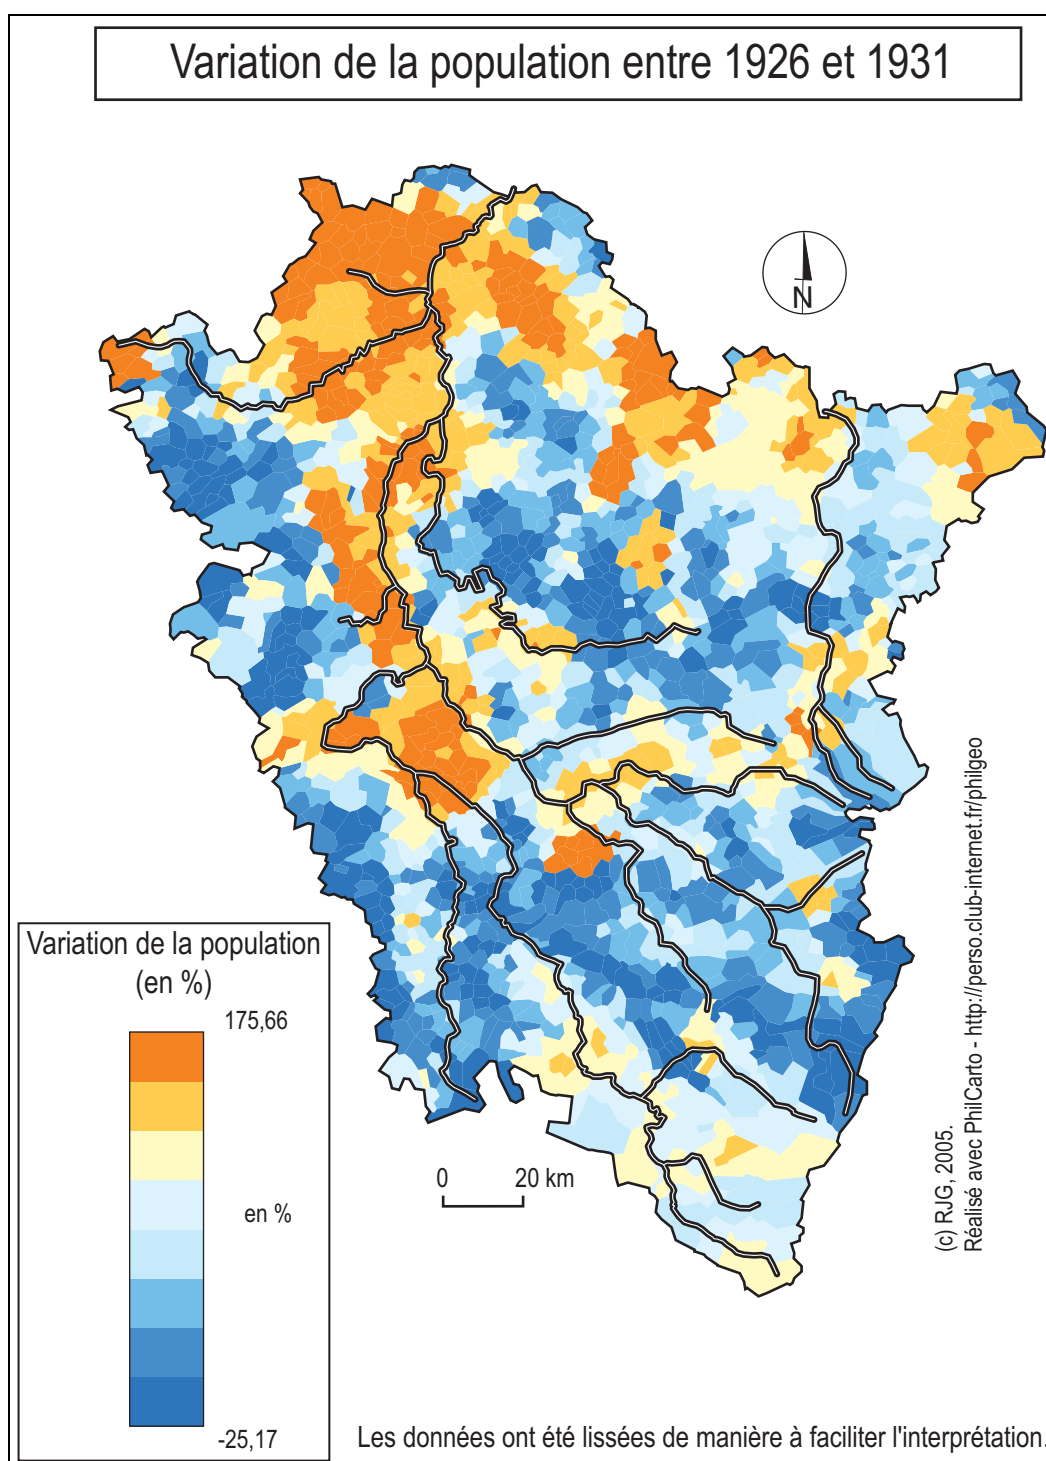 Variation de la population entre 1926 et 1931
N
Variation de la population
(en %)
175,66
en %
-25,17
0 20 km
(c) RJG, 2005.
Réalisé avec PhilCarto - http://perso.club-internet.fr/philgeo
Les données ont été lissées de manière à faciliter l'interprétation.